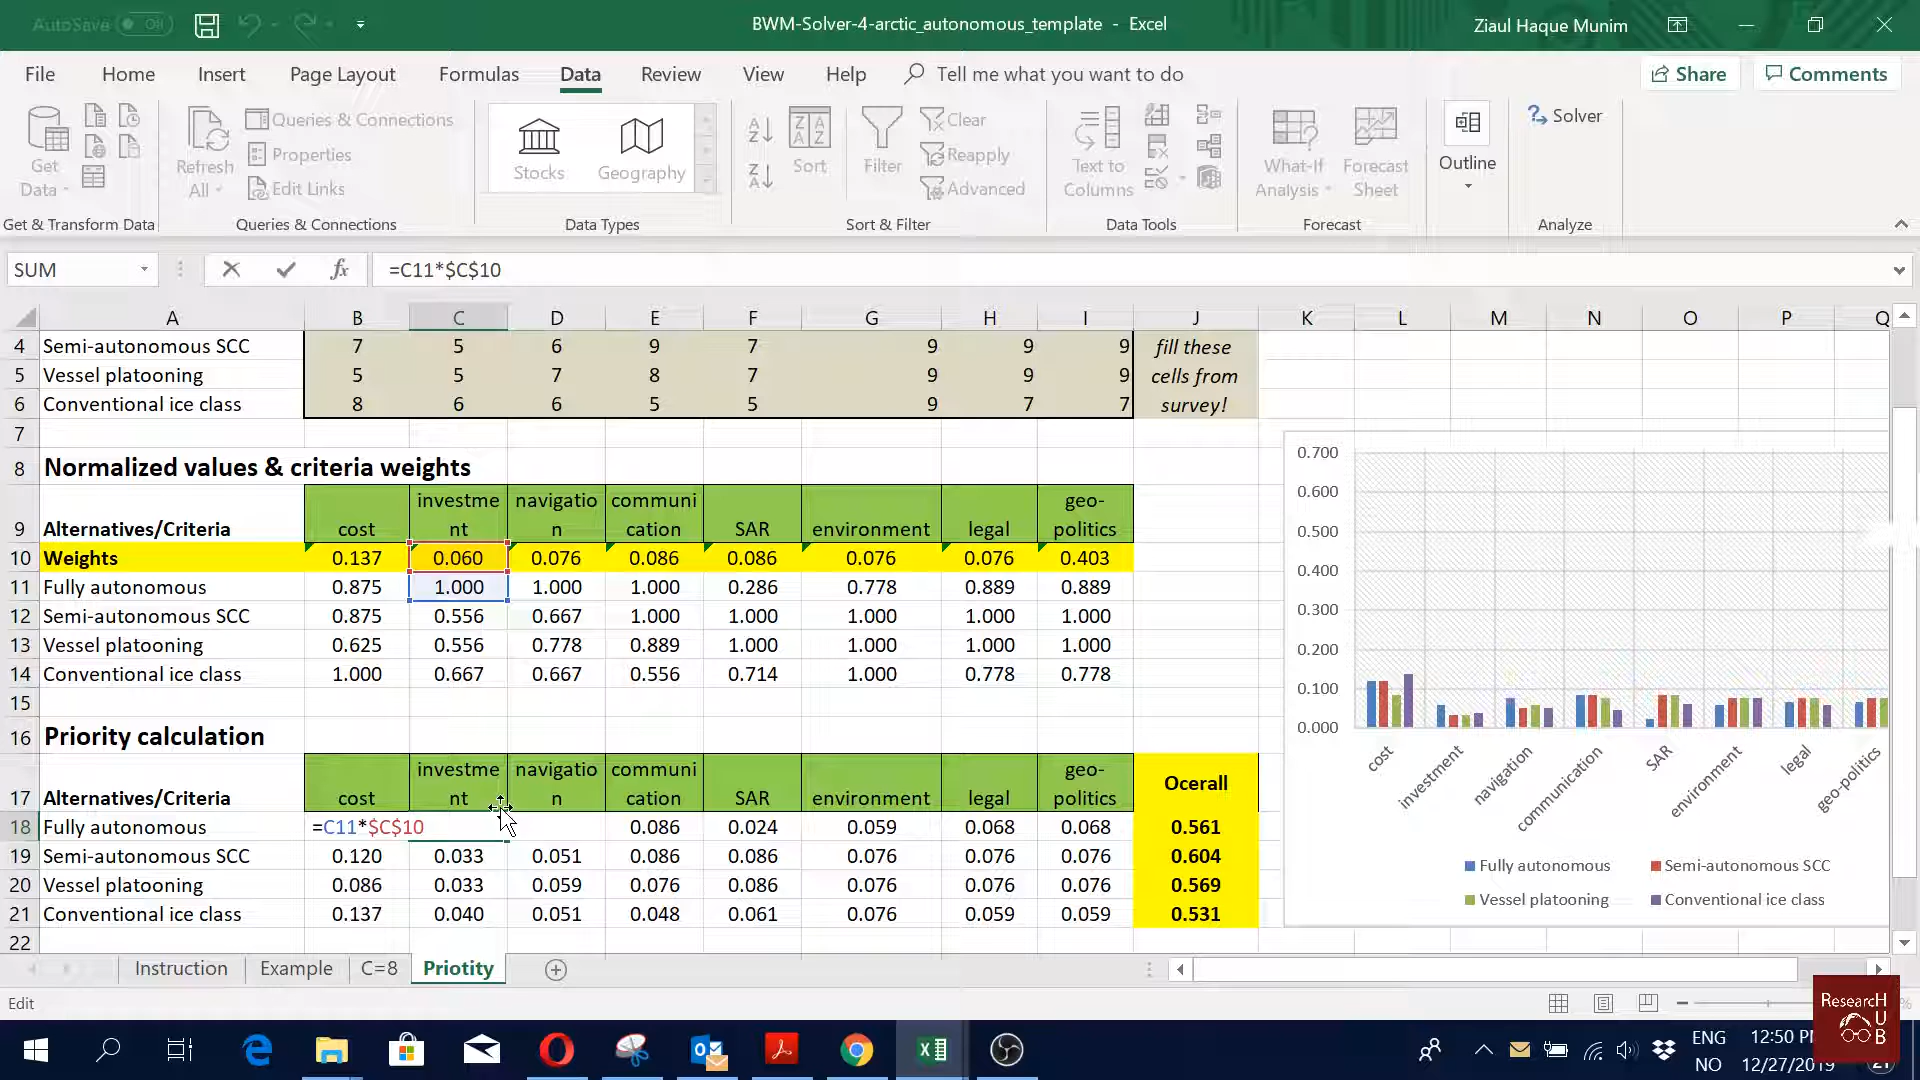 AutoSave Off
BWM-Solver-4-arctic_autonomous_template - Excel
Ziaul Haque Munim
File Home Insert Page Layout Formulas Data Review View Help Tell me what you want to do Share Comments
Get Data
Refresh All
Queries & Connections
Properties
Edit Links
Stocks
Geography
Sort
Filter
Clear
Reapply
Advanced
Text to Columns
What-If Analysis
Forecast Sheet
Outline
Solver
Get & Transform Data Queries & Connections Data Types Sort & Filter Data Tools Forecast Analyze
SUM fx =C11*$C$10
A B C D E F G H I J K L M N O P Q
4 Semi-autonomous SCC 7 5 6 9 7 9 9 9 fill these
5 Vessel platooning 5 5 7 8 7 9 9 9 cells from
6 Conventional ice class 8 6 6 5 5 9 7 7 survey!
7
8 Normalized values & criteria weights
9 Alternatives/Criteria cost investment navigation communication SAR environment legal geo-politics
10 Weights 0.137 0.060 0.076 0.086 0.086 0.076 0.076 0.403
11 Fully autonomous 0.875 1.000 1.000 1.000 0.286 0.778 0.889 0.889
12 Semi-autonomous SCC 0.875 0.556 0.667 1.000 1.000 1.000 1.000 1.000
13 Vessel platooning 0.625 0.556 0.778 0.889 1.000 1.000 1.000 1.000
14 Conventional ice class 1.000 0.667 0.667 0.556 0.714 1.000 0.778 0.778
15
16 Priority calculation
17 Alternatives/Criteria cost investment navigation communication SAR environment legal geo-politics Ocerall
18 Fully autonomous =C11*$C$10 0.086 0.024 0.059 0.068 0.068 0.561
19 Semi-autonomous SCC 0.120 0.033 0.051 0.086 0.086 0.076 0.076 0.076 0.604
20 Vessel platooning 0.086 0.033 0.059 0.076 0.086 0.076 0.076 0.076 0.569
21 Conventional ice class 0.137 0.040 0.051 0.048 0.061 0.076 0.059 0.059 0.531
22
0.700
0.600
0.500
0.400
0.300
0.200
0.100
0.000
cost investment navigation communication SAR environment legal geo-politics
Fully autonomous Semi-autonomous SCC
Vessel platooning Conventional ice class
Instruction Example C=8 Priotity
Edit
ResearcH
U
B
ENG
NO
12:50
12/27/2019